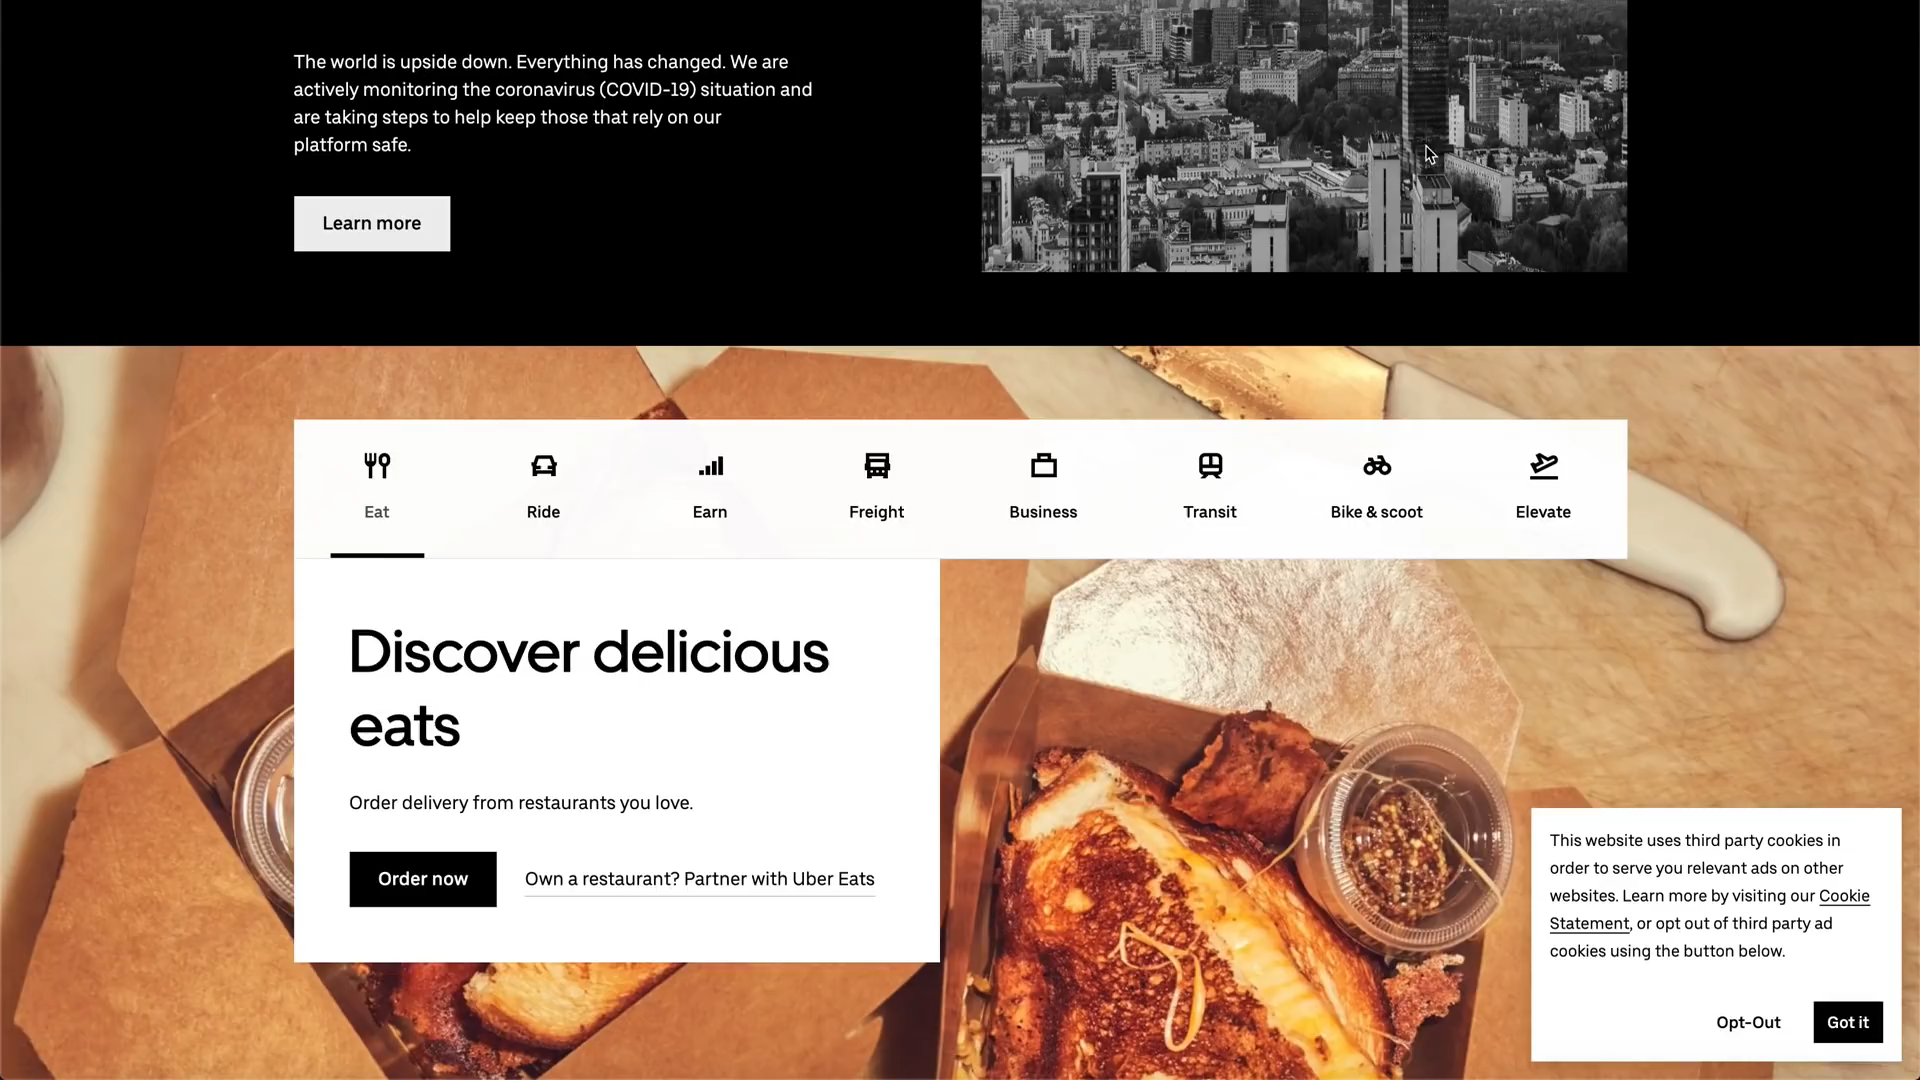 The world is upside down. Everything has changed. We are
actively monitoring the coronavirus (COVID-19) situation and
are taking steps to help keep those that rely on our
platform safe.
Learn more
Eat
Ride
Earn
Freight
Business
Transit
Bike & scoot
Elevate
Discover delicious
eats
Order delivery from restaurants you love.
Order now
Own a restaurant? Partner with Uber Eats
This website uses third party cookies in
order to serve you relevant ads on other
websites. Learn more by visiting our Cookie
Statement, or opt out of third party ad
cookies using the button below.
Opt-Out
Got it